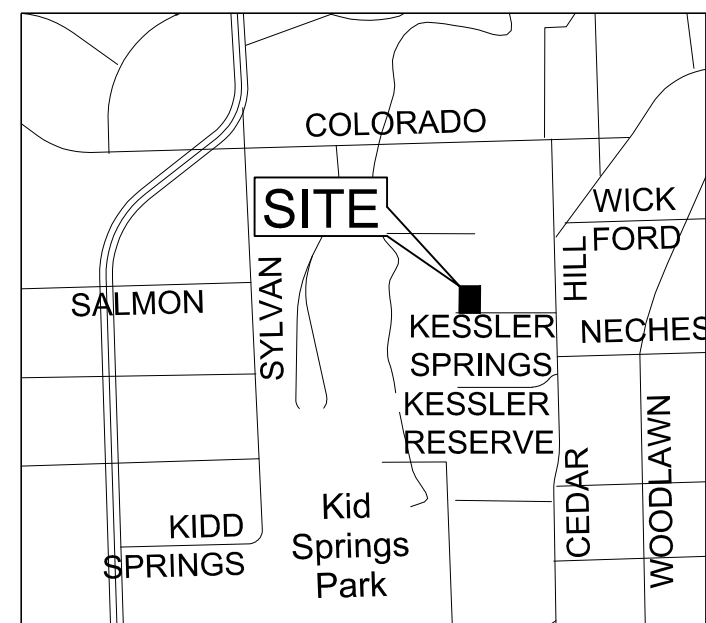 COLORADO
SITE
WICK
FORD
HILL
SYLVAN
SALMON
KESSLER
SPRINGS
NECHES
KESSLER
RESERVE
WOODLAWN
CEDAR
KIDD
SPRINGS
Kid
Springs
Park